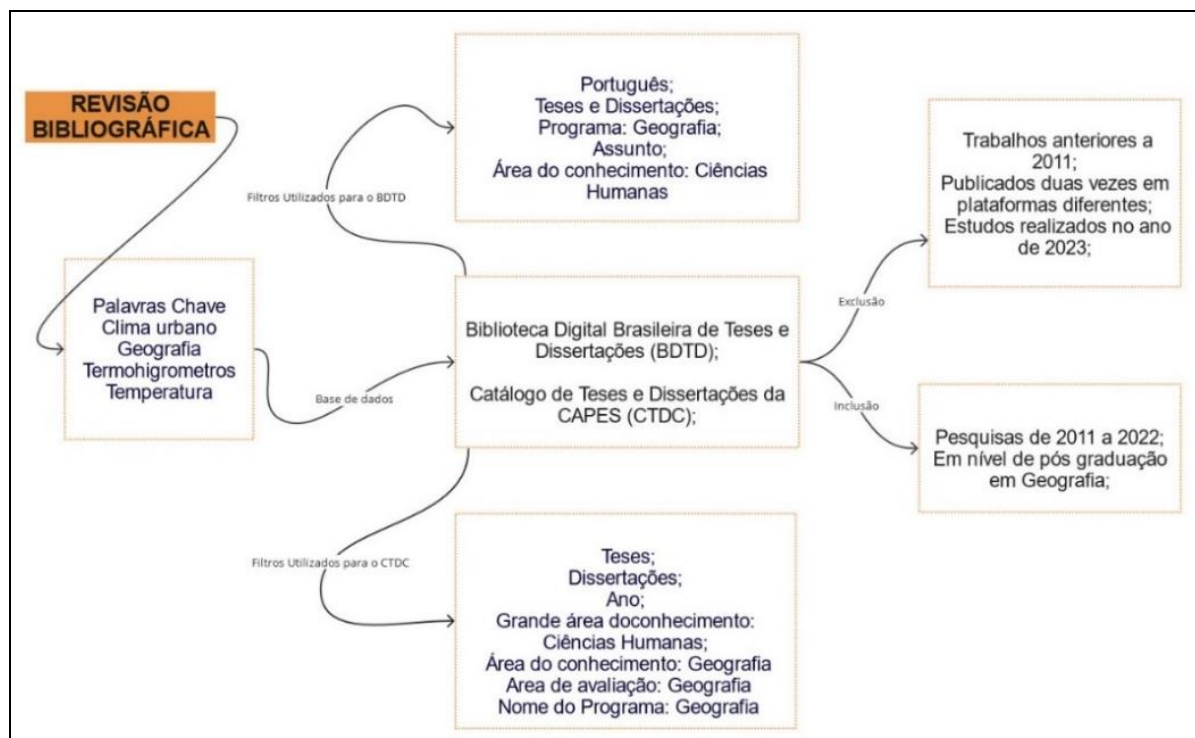 REVISÃO
BIBLIOGRÁFICA
Palavras Chave
Clima urbano
Geografia
Termohigrometros
Temperatura
Base de dados
Filtros Utilizados para o BDTD
Português;
Teses e Dissertações;
Programa: Geografia;
Assunto;
Área do conhecimento: Ciências
Humanas
Biblioteca Digital Brasileira de Teses e
Dissertações (BDTD);
Catálogo de Teses e Dissertações da
CAPES (CTDC);
Filtros Utilizados para o CTDC
Teses;
Dissertações;
Ano;
Grande área doconhecimento:
Ciências Humanas;
Área do conhecimento: Geografia
Area de avaliação: Geografia
Nome do Programa: Geografia
Exclusão
Trabalhos anteriores a
2011;
Publicados duas vezes em
plataformas diferentes;
Estudos realizados no ano
de 2023;
Inclusão
Pesquisas de 2011 a 2022;
Em nível de pós graduação
em Geografia;